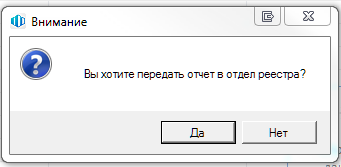 Внимание
Вы хотите передать отчет в отдел реестра?
Да
Нет